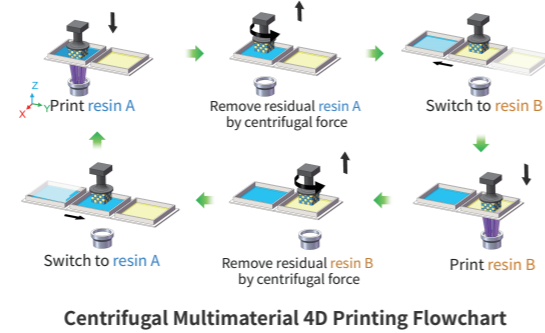 Z
X
Y
Print resin A
Remove residual resin A
by centrifugal force
Switch to resin B
Switch to resin A
Remove residual resin B
by centrifugal force
Print resin B
Centrifugal Multimaterial 4D Printing Flowchart